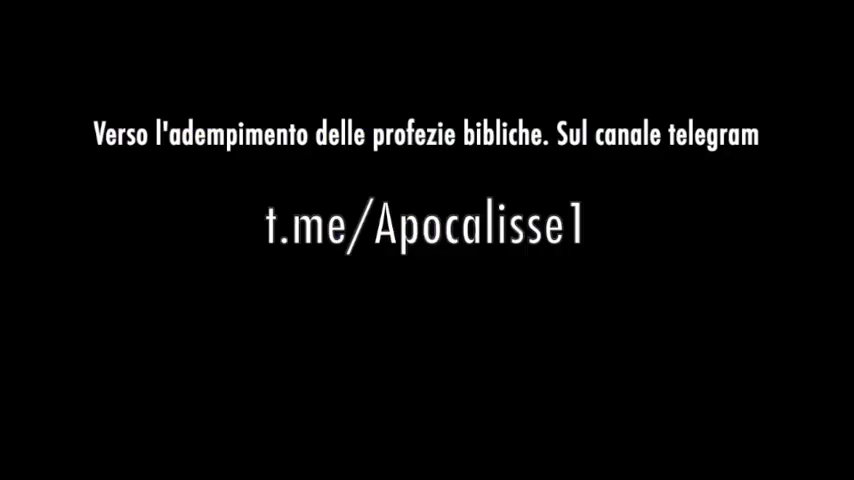 Verso l'adempimento delle profezie bibliche. Sul canale telegram
t.me/Apocalisse1